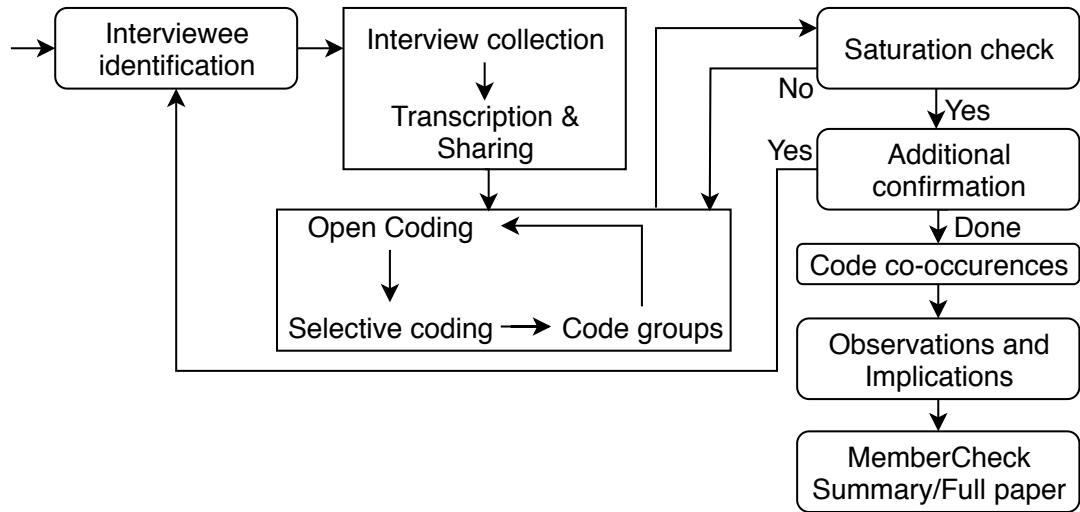 Interviewee
identification
Interview collection
Transcription &
Sharing
Saturation check
No
Yes
Yes
Additional
confirmation
Done
Open Coding
Selective coding
Code groups
Code co-occurences
Observations and
Implications
MemberCheck
Summary/Full paper